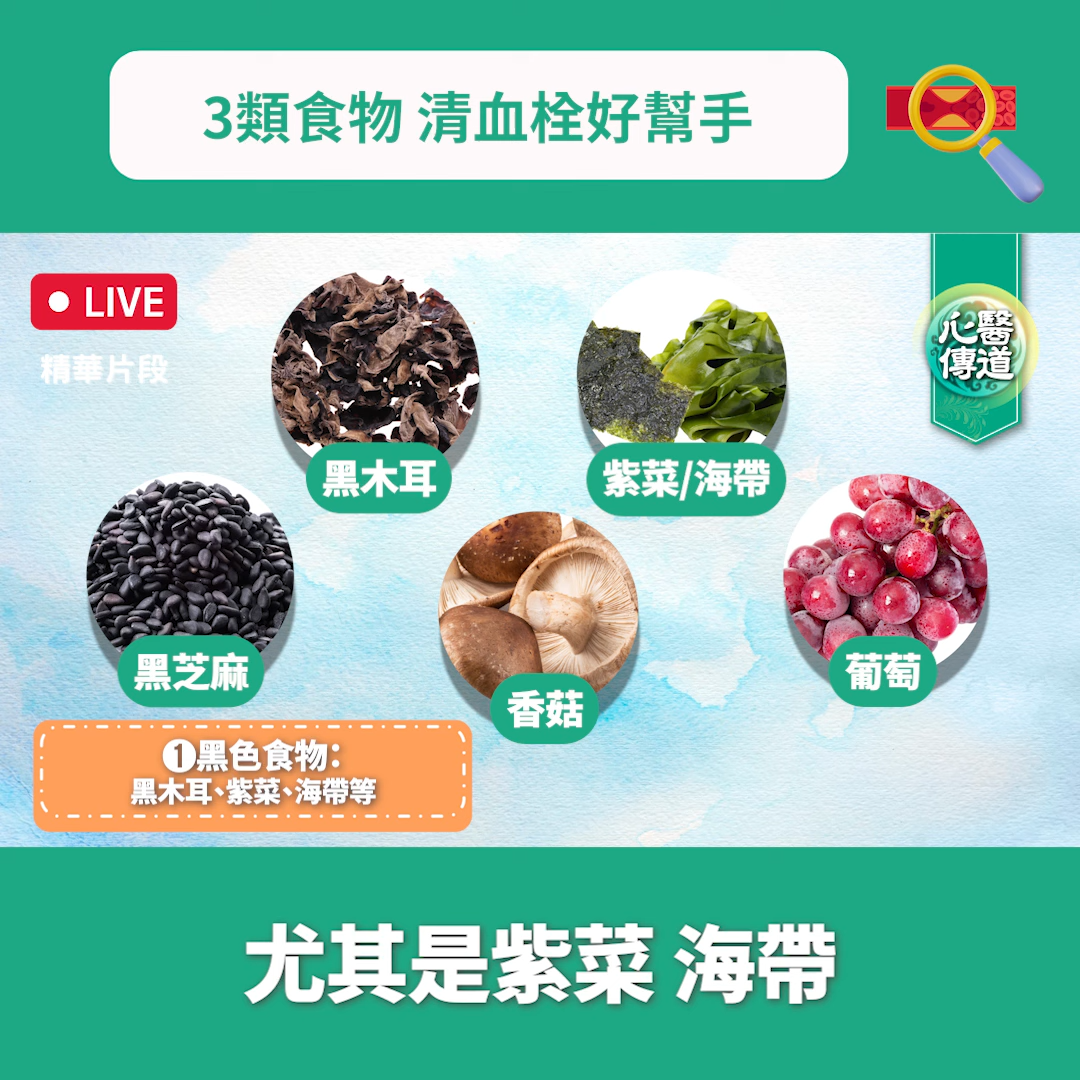 3類食物 清血栓好幫手
LIVE
精華片段
心醫
傳道
黑木耳
紫菜/海帶
黑芝麻
香菇
葡萄
❶黑色食物：
黑木耳、紫菜、海帶等
尤其是紫菜 海帶